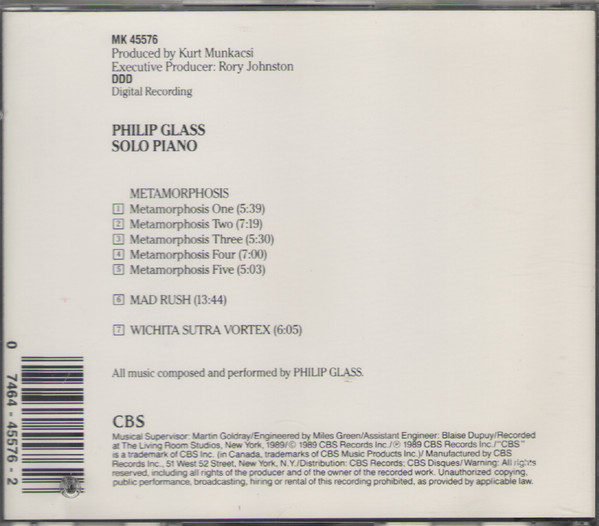 MK 45576
Produced by Kurt Munkacsi
Executive Producer: Rory Johnston
DDD
Digital Recording
PHILIP GLASS
SOLO PIANO
METAMORPHOSIS
1 Metamorphosis One (5:39)
2 Metamorphosis Two (7:19)
3 Metamorphosis Three (5:30)
4 Metamorphosis Four (7:00)
5 Metamorphosis Five (5:03)
6 MAD RUSH (13:44)
7 WICHITA SUTRA VORTEX (6:05)
All music composed and performed by PHILIP GLASS.
CBS
Musical Supervisor: Martin Goldray/Engineered by Miles Green/Assistant Engineer: Blaise Dupuy/Recorded
at The Living Room Studios, New York, 1989/© 1989 CBS Records Inc./℗ 1989 CBS Records Inc./"CBS"
is a trademark of CBS Inc. (in Canada, trademarks of CBS Music Products Inc.)/ Manufactured by CBS
Records Inc., 51 West 52 Street, New York, N.Y./Distribution: CBS Records; CBS Disques/Warning: All rights
reserved, including all rights of the producer and of the owner of the recorded work. Unauthorized copying,
public performance, broadcasting, hiring or rental of this recording prohibited, as provided by applicable law.
0 7464-45576-2